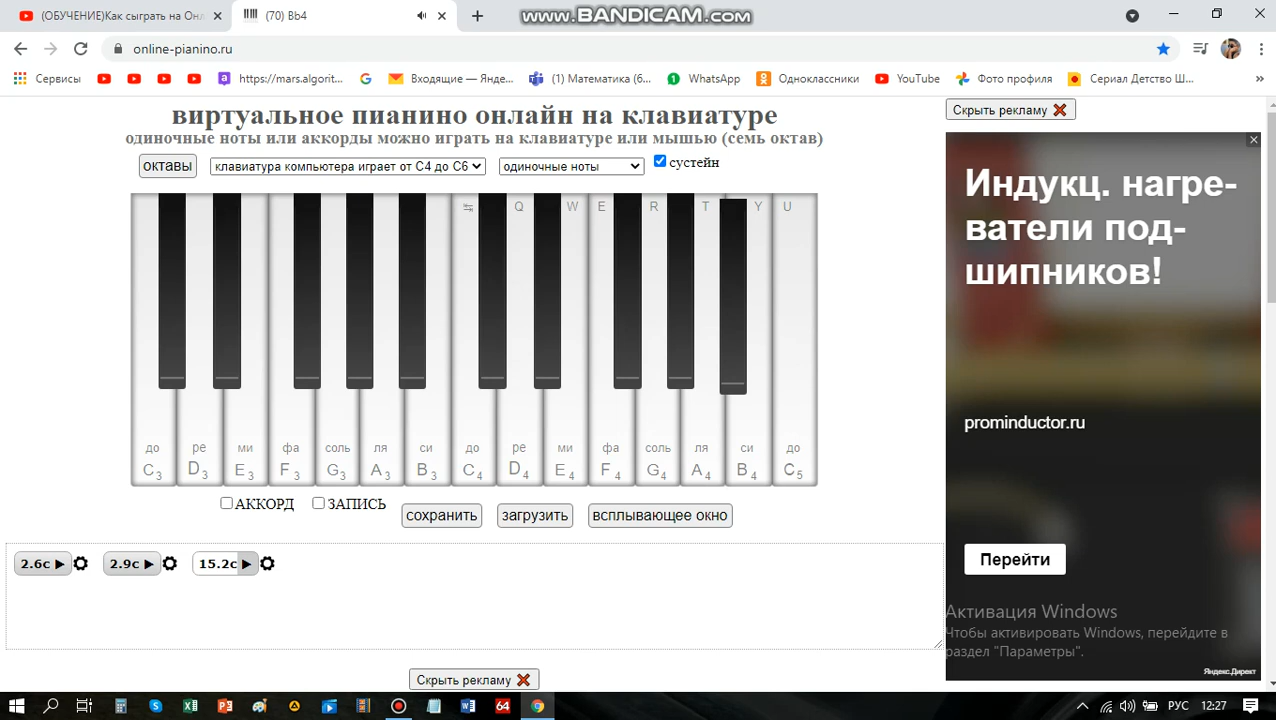 www.BANDICAM.com
(ОБУЧЕНИЕ)Как сыграть на Онл
(70) Bb4
online-pianino.ru
Сервисы
https://mars.algorit...
Входящие — Янде...
(1) Математика (6...
WhatsApp
Одноклассники
YouTube
Фото профиля
Сериал Детство Ш...
»
виртуальное пианино онлайн на клавиатуре
одиночные ноты или аккорды можно играть на клавиатуре или мышью (семь октав)
октавы
клавиатура компьютера играет от C4 до C6
одиночные ноты
сустейн
Q W E R T Y U
до ре ми фа соль ля си до ре ми фа соль ля си до
C3 D3 E3 F3 G3 A3 B3 C4 D4 E4 F4 G4 A4 B4 C5
АККОРД
ЗАПИСЬ
сохранить
загрузить
всплывающее окно
2.6с
2.9с
15.2с
Скрыть рекламу
Скрыть рекламу
Индукц. нагре-
ватели под-
шипников!
prominductor.ru
Перейти
Активация Windows
Чтобы активировать Windows, перейдите в
раздел "Параметры".
Яндекс.Директ
64
РУС
12:27